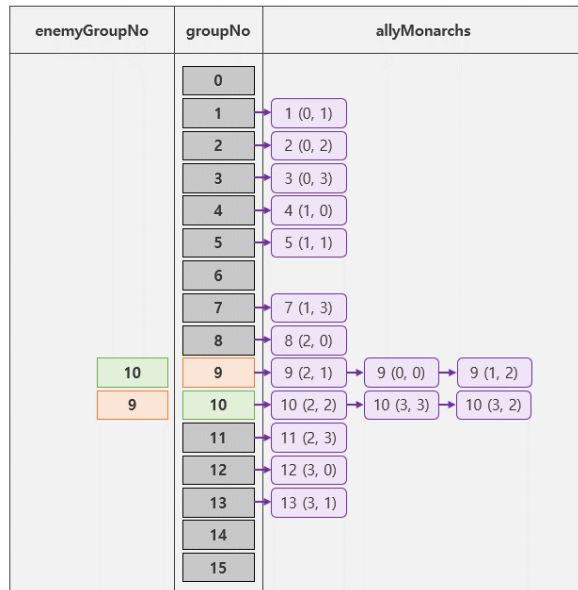 enemyGroupNo groupNo allyMonarchs
0
1 1 (0, 1)
2 2 (0, 2)
3 3 (0, 3)
4 4 (1, 0)
5 5 (1, 1)
6
7 7 (1, 3)
8 8 (2, 0)
10 9 9 (2, 1) 9 (0, 0) 9 (1, 2)
9 10 10 (2, 2) 10 (3, 3) 10 (3, 2)
11 11 (2, 3)
12 12 (3, 0)
13 13 (3, 1)
14
15